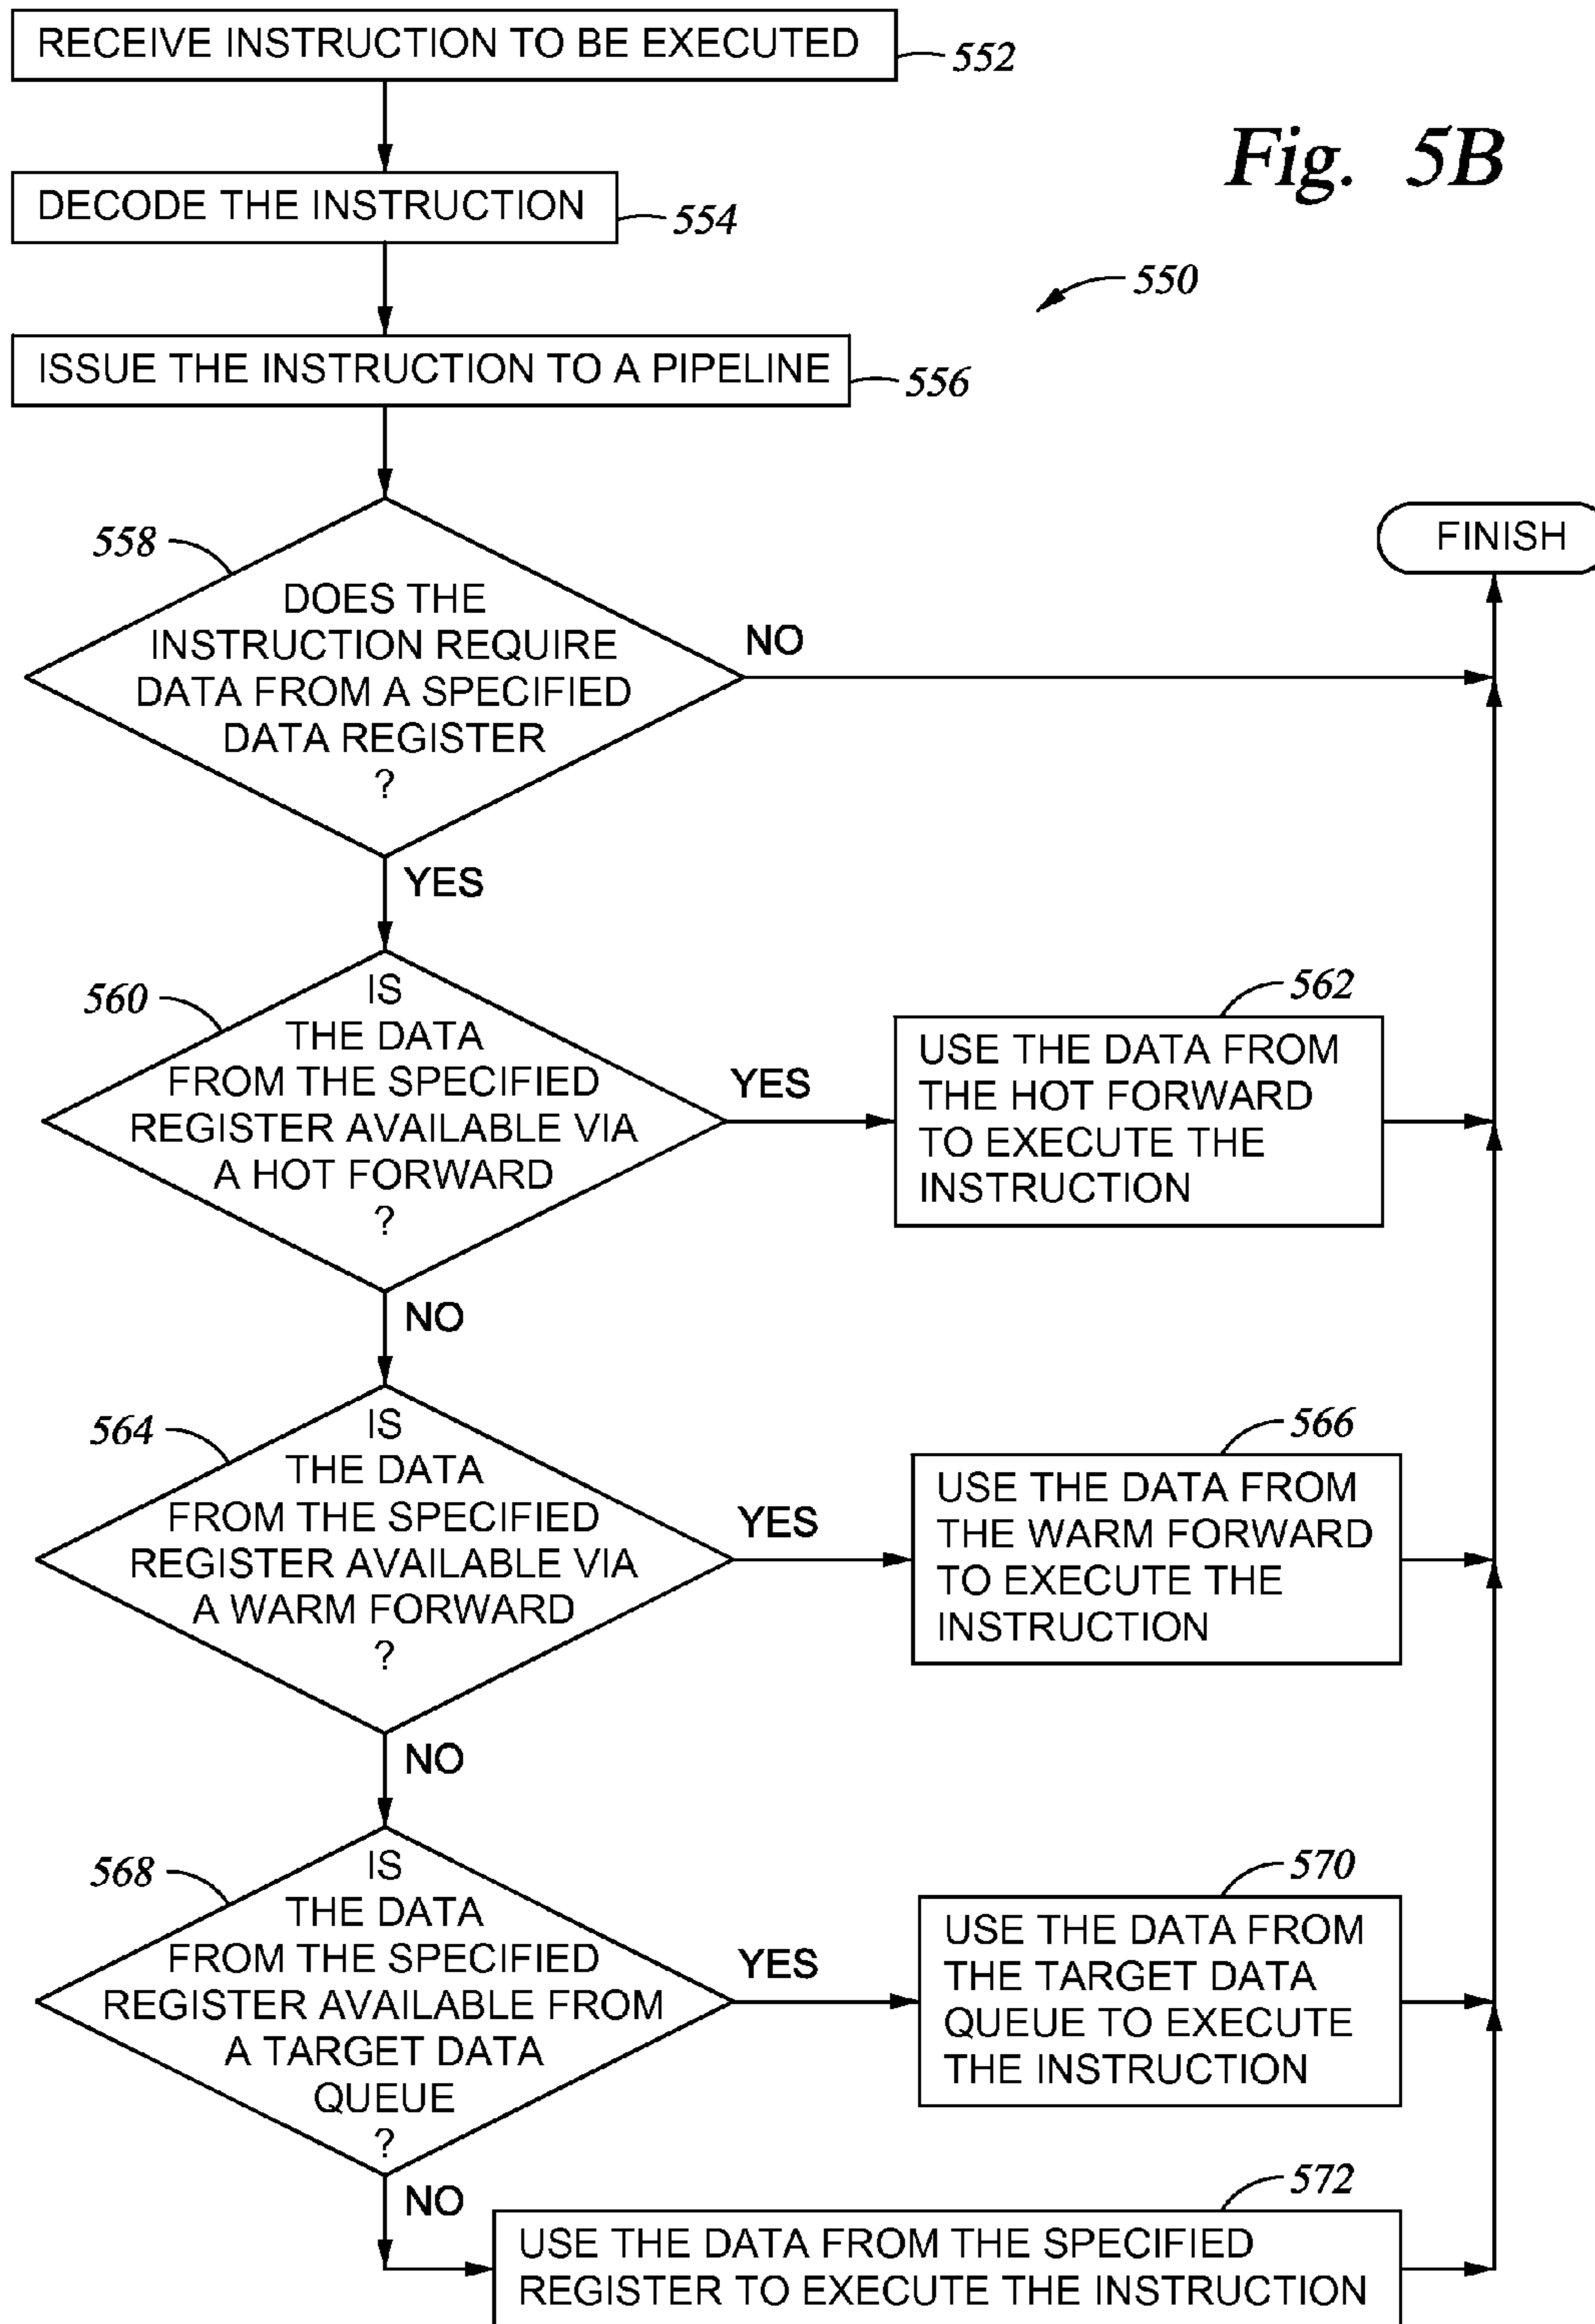 RECEIVE INSTRUCTION TO BE EXECUTED
552
Fig. 5B
DECODE THE INSTRUCTION
554
550
ISSUE THE INSTRUCTION TO A PIPELINE
556
558
DOES THE
INSTRUCTION REQUIRE
DATA FROM A SPECIFIED
DATA REGISTER
?
NO
FINISH
YES
560
IS
THE DATA
FROM THE SPECIFIED
REGISTER AVAILABLE VIA
A HOT FORWARD
?
YES
562
USE THE DATA FROM
THE HOT FORWARD
TO EXECUTE THE
INSTRUCTION
NO
564
IS
THE DATA
FROM THE SPECIFIED
REGISTER AVAILABLE VIA
A WARM FORWARD
?
YES
566
USE THE DATA FROM
THE WARM FORWARD
TO EXECUTE THE
INSTRUCTION
NO
568
IS
THE DATA
FROM THE SPECIFIED
REGISTER AVAILABLE FROM
A TARGET DATA
QUEUE
?
YES
570
USE THE DATA FROM
THE TARGET DATA
QUEUE TO EXECUTE
THE INSTRUCTION
NO
572
USE THE DATA FROM THE SPECIFIED
REGISTER TO EXECUTE THE INSTRUCTION